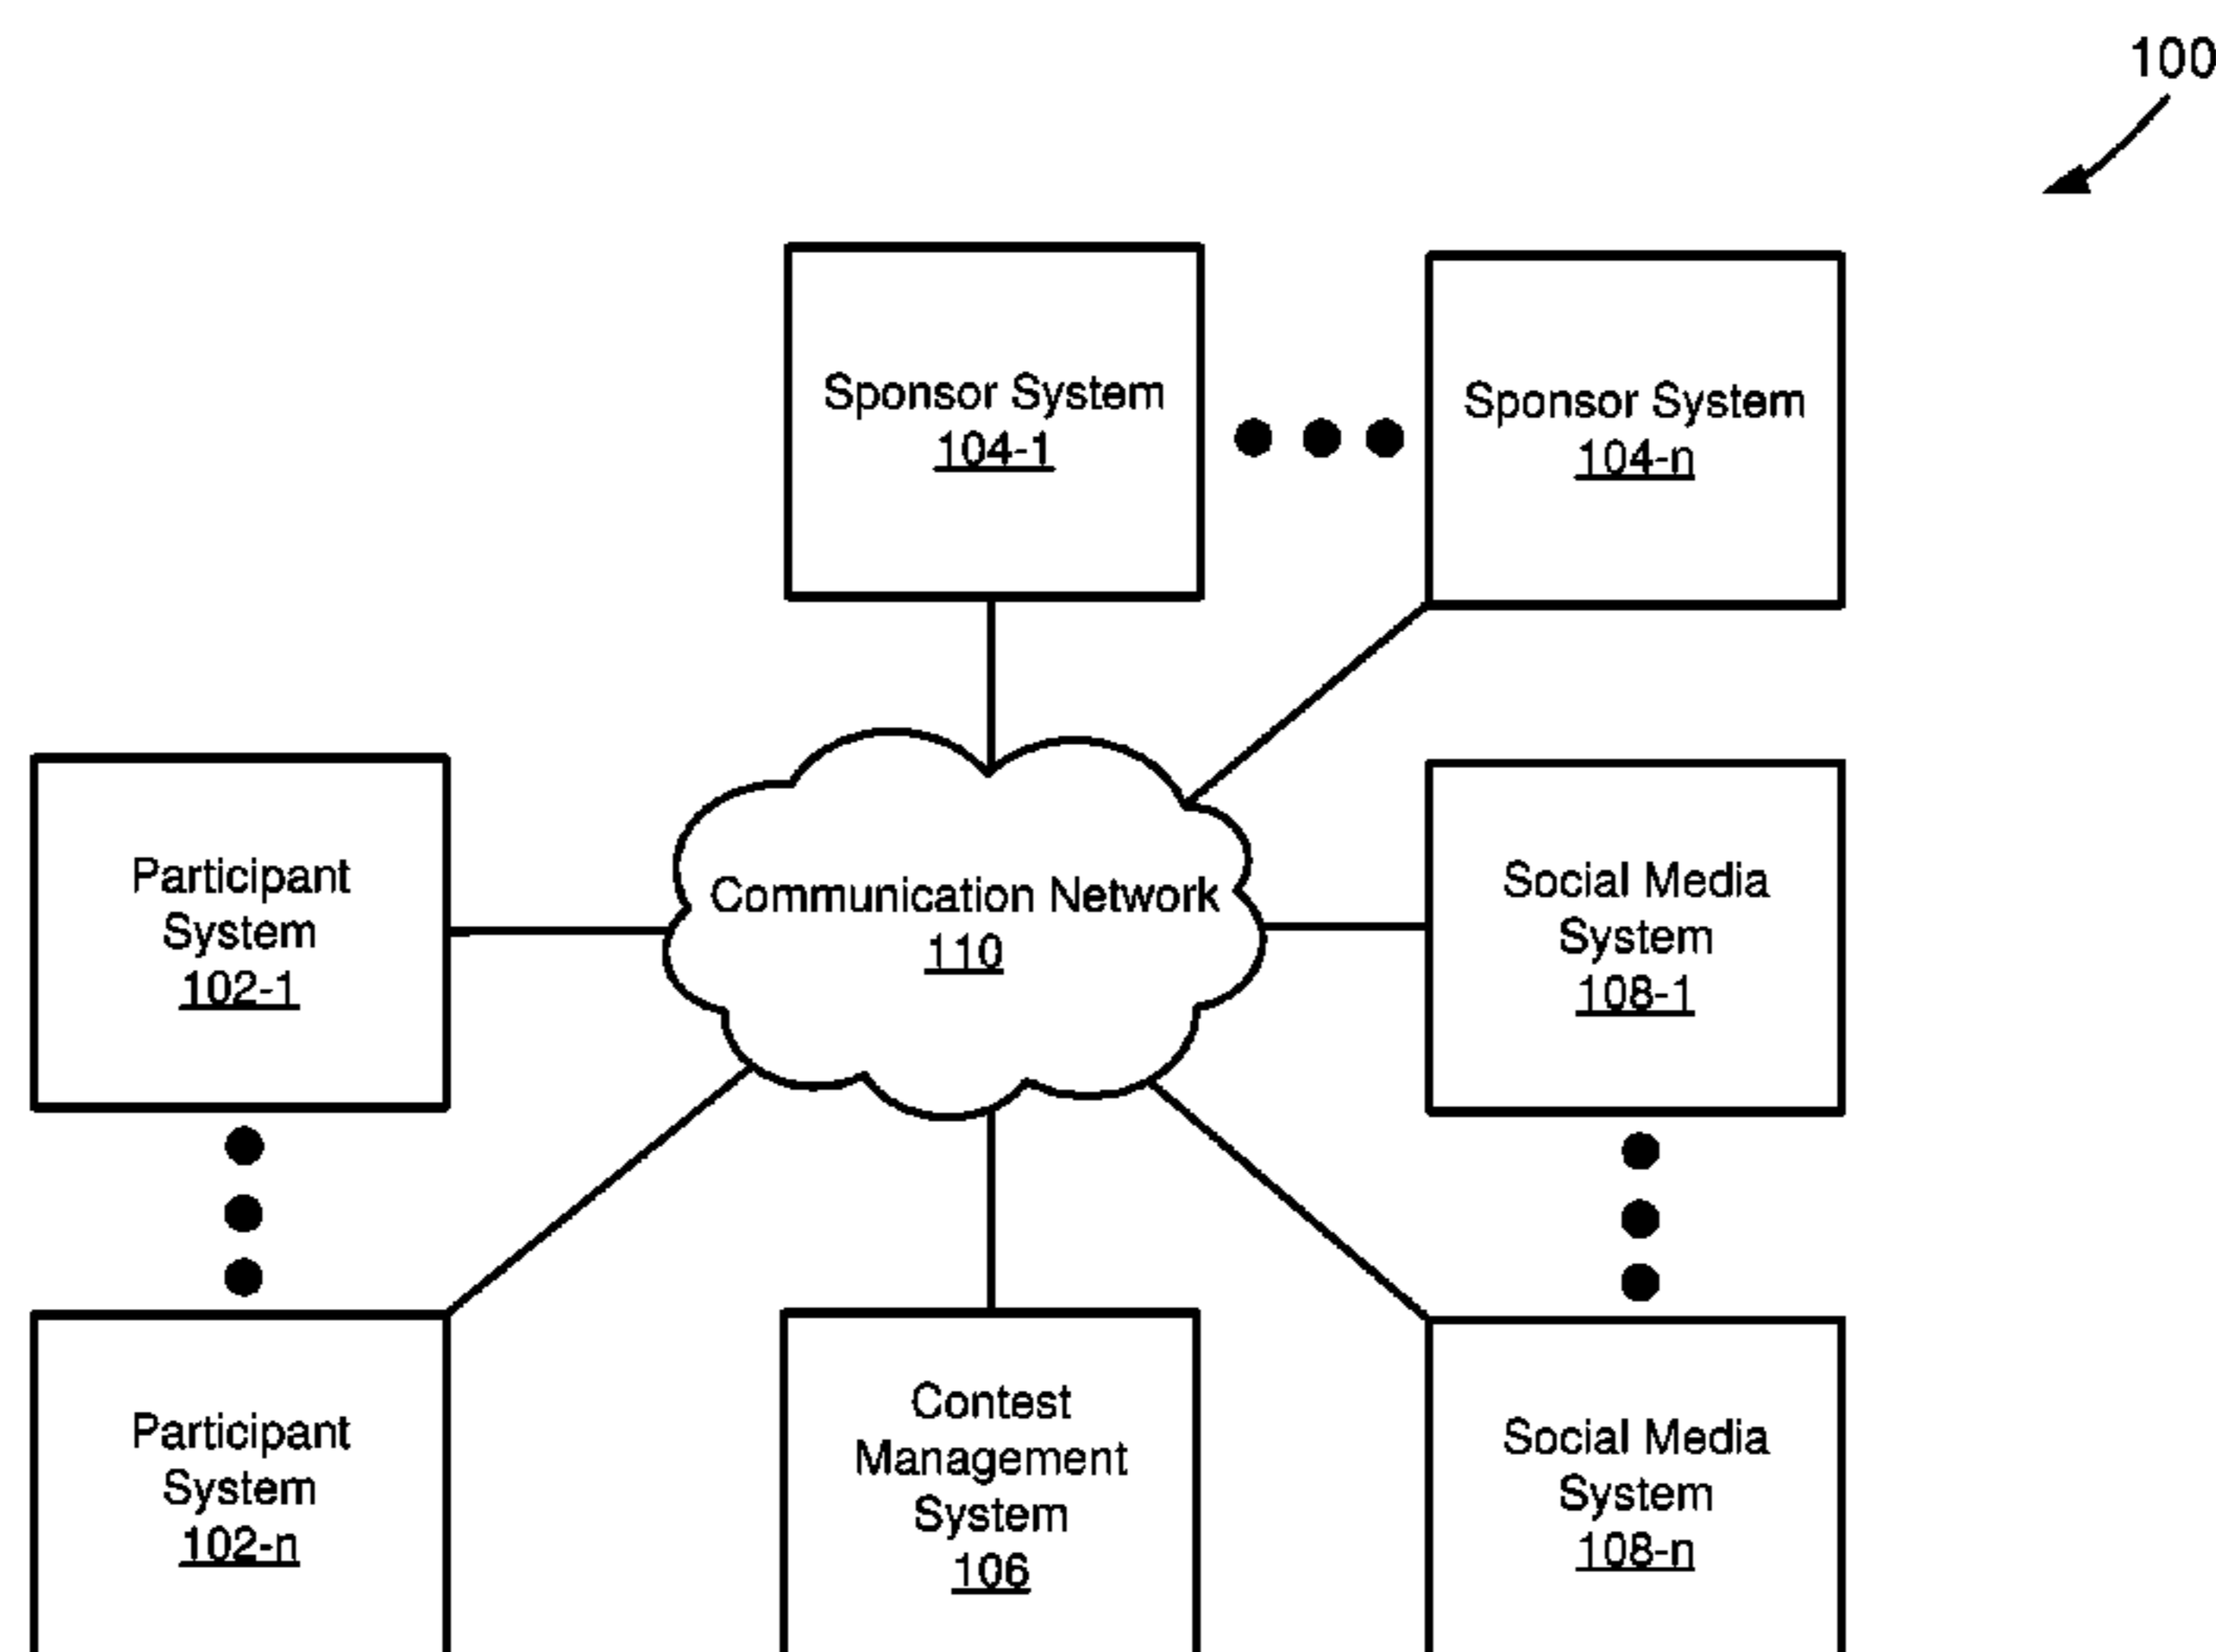 100
Sponsor System
104-1
Sponsor System
104-n
Participant
System
102-1
Communication Network
110
Social Media
System
108-1
Participant
System
102-n
Contest
Management
System
106
Social Media
System
108-n